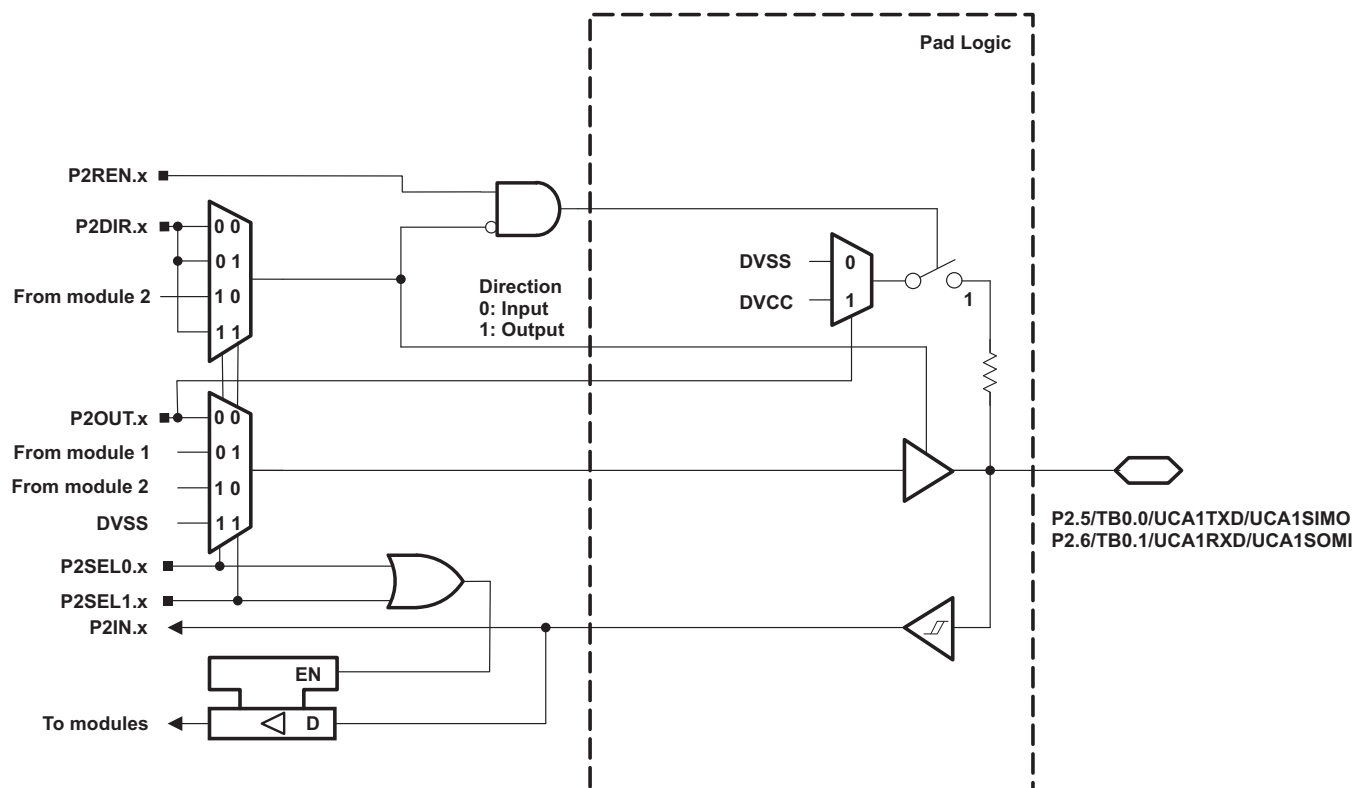 Pad Logic
P2REN.x
P2DIR.x
0 0
0 1
From module 2
1 0
1 1
Direction
0: Input
1: Output
DVSS
0
DVCC
1
1
P2OUT.x
0 0
From module 1
0 1
From module 2
1 0
DVSS
1 1
P2SEL0.x
P2SEL1.x
P2IN.x
EN
To modules
D
P2.5/TB0.0/UCA1TXD/UCA1SIMO
P2.6/TB0.1/UCA1RXD/UCA1SOMI